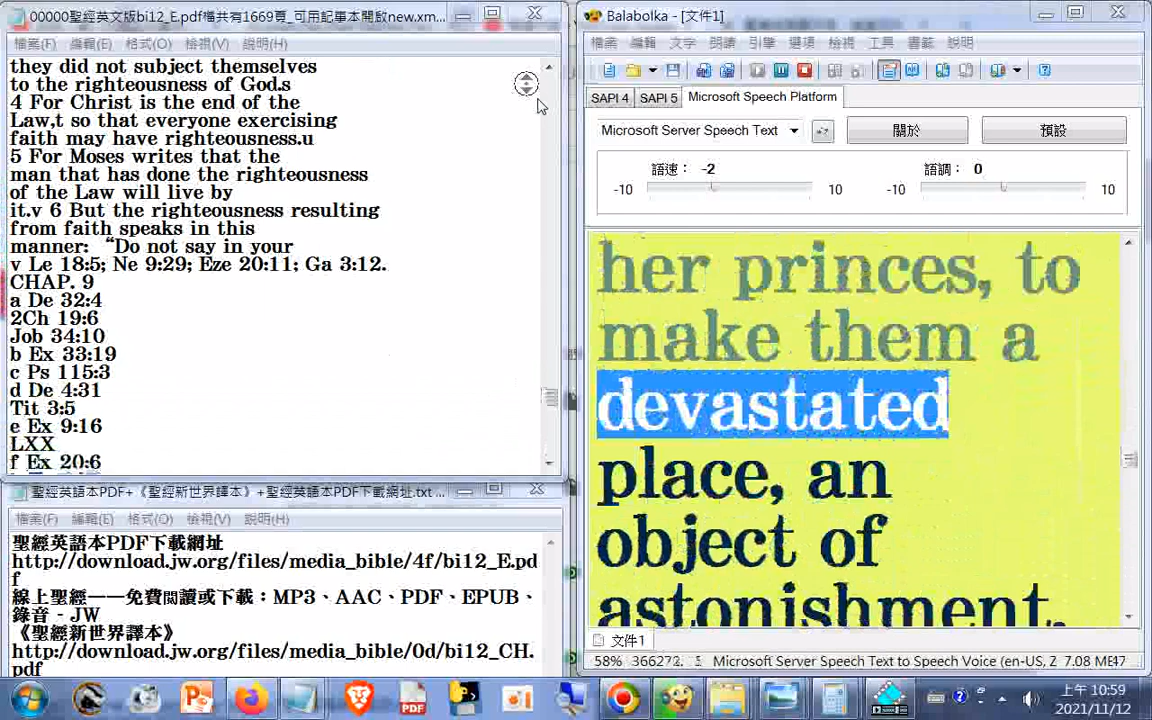 00000聖經英文版bi12_E.pdf檔共有1669頁_可用記事本開啟new.xm...
檔案(F) 編輯(E) 格式(O) 檢視(V) 說明(H)
they did not subject themselves
to the righteousness of God.s
4 For Christ is the end of the
Law,t so that everyone exercising
faith may have righteousness.u
5 For Moses writes that the
man that has done the righteousness
of the Law will live by
it.v 6 But the righteousness resulting
from faith speaks in this
manner: “Do not say in your
v Le 18:5; Ne 9:29; Eze 20:11; Ga 3:12.
CHAP. 9
a De 32:4
2Ch 19:6
Job 34:10
b Ex 33:19
c Ps 115:3
d De 4:31
Tit 3:5
e Ex 9:16
LXX
f Ex 20:6
聖經英語本PDF+《聖經新世界譯本》+聖經英語本PDF下載網址.txt ...
檔案(F) 編輯(E) 格式(O) 檢視(V) 說明(H)
聖經英語本PDF下載網址
http://download.jw.org/files/media_bible/4f/bi12_E.pd
f
線上聖經——免費閱讀或下載：MP3、AAC、PDF、EPUB、
錄音 - JW
《聖經新世界譯本》
http://download.jw.org/files/media_bible/0d/bi12_CH.
pdf
Balabolka - [文件1]
檔案 編輯 文字 朗讀 引擎 選項 檢視 工具 書籤 說明
SAPI 4 SAPI 5 Microsoft Speech Platform
Microsoft Server Speech Text 關於 預設
語速： -2 語調： 0
-10 10 -10 10
her princes, to
make them a
devastated
place, an
object of
astonishment,
文件1
58% 366272. Microsoft Server Speech Text to Speech Voice (en-US, Z 7.08 ME47
上午 10:59
2021/11/12